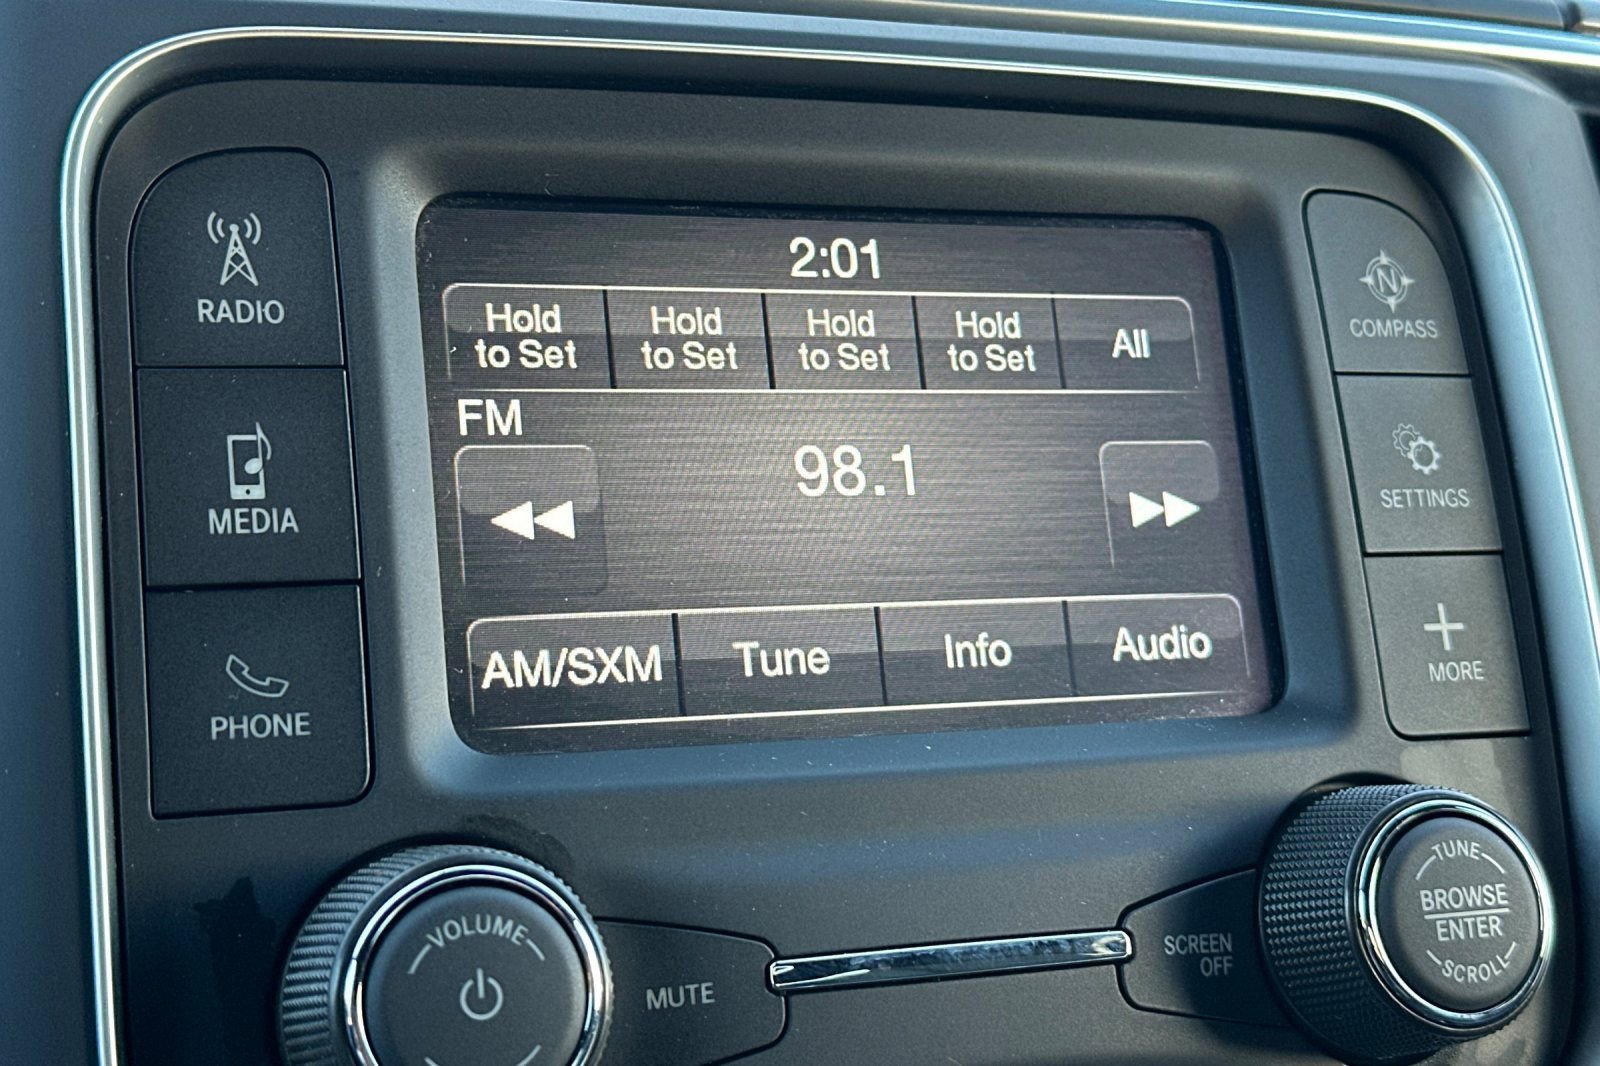 2:01
Hold to Set
Hold to Set
Hold to Set
Hold to Set
All
FM
98.1
AM/SXM
Tune
Info
Audio
RADIO
MEDIA
PHONE
N
COMPASS
SETTINGS
MORE
VOLUME
MUTE
SCREEN
OFF
TUNE
BROWSE
ENTER
SCROLL